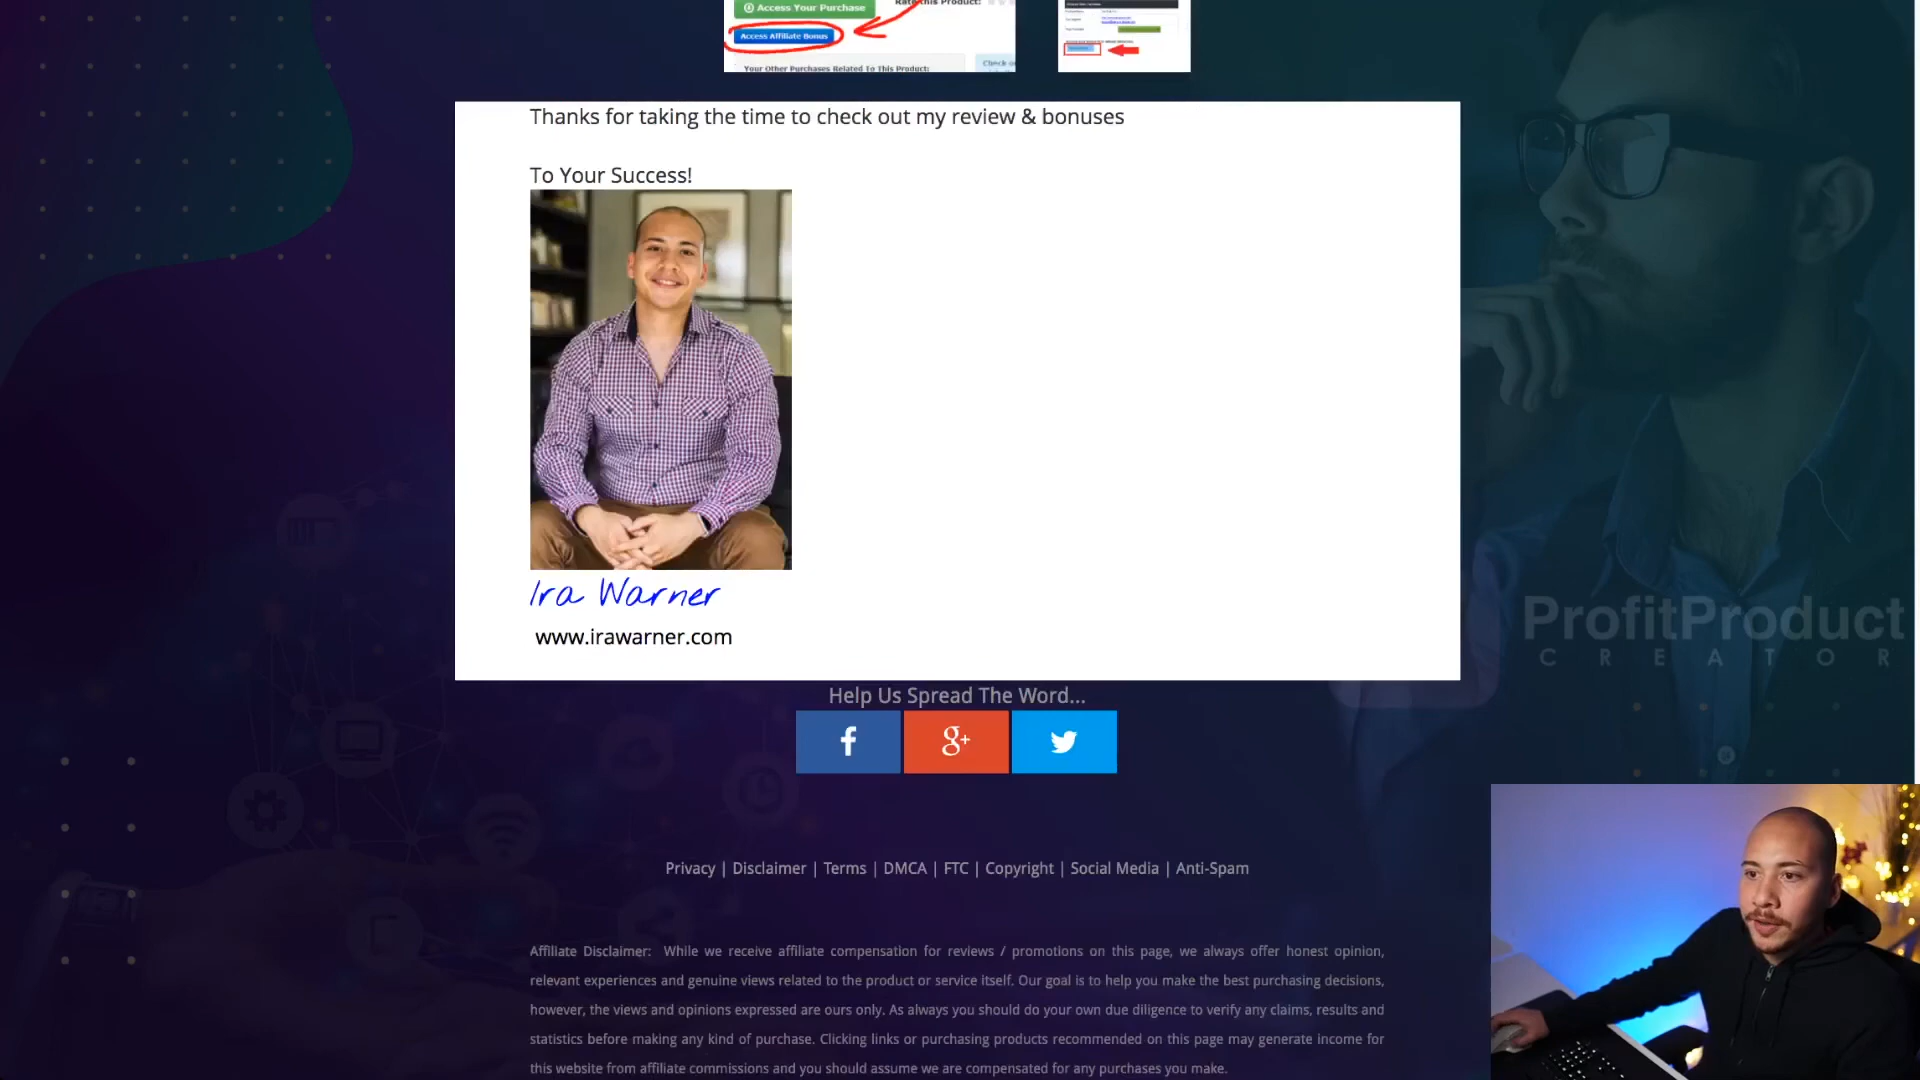 Access Your Purchase
Rate this Product:
Access Affiliate Bonus
Your Other Purchases Related To This Product:
Check o
Thanks for taking the time to check out my review & bonuses
To Your Success!
Ira Warner
www.irawarner.com
ProfitProduct
CREATOR
Help Us Spread The Word...
f
g+
Privacy | Disclaimer | Terms | DMCA | FTC | Copyright | Social Media | Anti-Spam
Affiliate Disclaimer: While we receive affiliate compensation for reviews / promotions on this page, we always offer honest opinion,
relevant experiences and genuine views related to the product or service itself. Our goal is to help you make the best purchasing decisions,
however, the views and opinions expressed are ours only. As always you should do your own due diligence to verify any claims, results and
statistics before making any kind of purchase. Clicking links or purchasing products recommended on this page may generate income for
this website from affiliate commissions and you should assume we are compensated for any purchases you make.